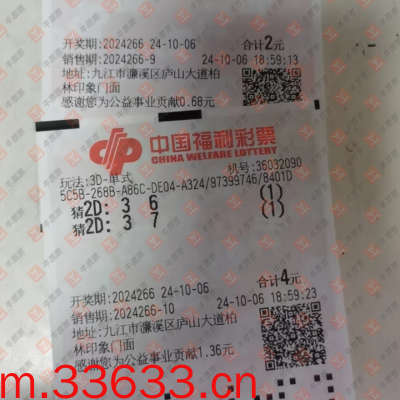 开奖期:2024266 24-10-06 合计2元
销售期:2024266-9 24-10-06 18:59:13
地址:九江市濂溪区庐山大道柏
林印象门面
感谢您为公益事业贡献0.68元
中国福利彩票
CHINA WELFARE LOTTERY
玩法:3D-单式 机号:36032090
5C5B-268B-A86C-DE04-A324/97399746/8401D
猜2D: 3 6 (1)
猜2D: 3 7 (1)
开奖期:2024266 24-10-06 合计4元
销售期:2024266-10 24-10-06 18:59:23
地址:九江市濂溪区庐山大道柏
林印象门面
感谢您为公益事业贡献1.36元
m.33633.cn